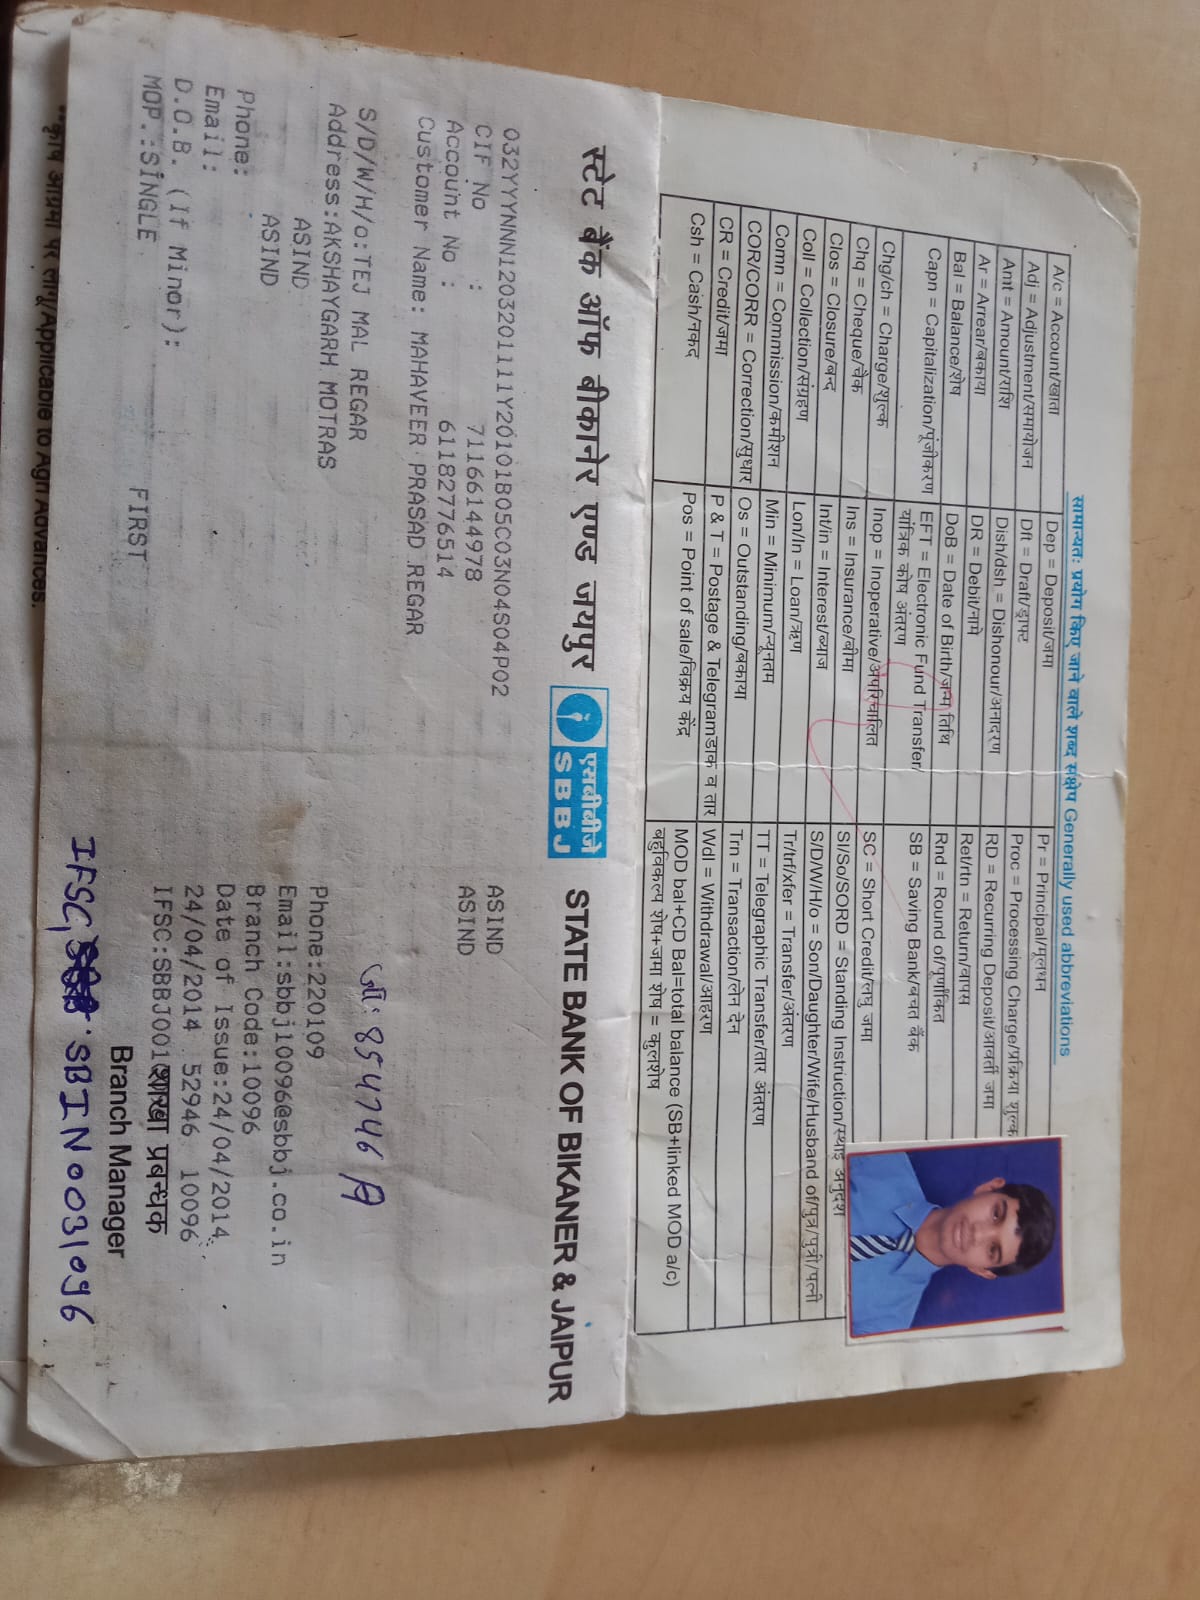 सामान्यतः प्रयोग किए जाने वाले शब्द संक्षेप Generally used abbreviations
A/c = Account/खाता
Adj = Adjustment/समायोजन
Amt = Amount/राशि
Ar = Arrear/बकाया
Bal = Balance/शेष
Capn = Capitalization/पूंजीकरण
Chg/ch = Charge/शुल्क
Chq = Cheque/चैक
Clos = Closure/बन्द
Coll = Collection/संग्रहण
Comn = Commission/कमीशन
COR/CORR = Correction/सुधार
CR = Credit/जमा
Csh = Cash/नकद
Dep = Deposit/जमा
Dft = Draft/ड्राफ्ट
Dish/dsh = Dishonour/अनादरण
DR = Debit/नामे
DoB = Date of Birth/जन्म तिथि
EFT = Electronic Fund Transfer/
यांत्रिक कोष अंतरण
Inop = Inoperative/अपरिचालित
Ins = Insurance/बीमा
Int/in = Interest/ब्याज
Lon/In = Loan/ऋण
Min = Minimum/न्यूनतम
Os = Outstanding/बकाया
P & T = Postage & Telegramडाक व तार
Pos = Point of sale/विक्रय केंद्र
Pr = Principal/मूलधन
Proc = Processing Charge/प्रक्रिया शुल्क
RD = Recurring Deposit/आवर्ती जमा
Ret/rtn = Return/वापस
Rnd = Round of/पूर्णांकित
SB = Saving Bank/बचत बैंक
SC = Short Credit/लघु जमा
SI/So/SORD = Standing Instruction/स्थाई अनुदेश
S/D/W/H/o = Son/Daughter/Wife/Husband of/पुत्र/पुत्री/पत्नी
Tr/trf/xfer = Transfer/अंतरण
TT = Telegraphic Transfer/तार अंतरण
Trn = Transaction/लेन देन
Wdl = Withdrawal/आहरण
MOD bal+CD Bal=total balance (SB+linked MOD a/c)
बहुविकल्प शेष+जमा शेष = कुलशेष
स्टेट बैंक ऑफ बीकानेर एण्ड जयपुर
एसबीबीजे
SBBJ
STATE BANK OF BIKANER & JAIPUR
032YYYNNN1203201111Y20101B05C03N04S04P02
CIF No : 71166144978
Account No : 61182776514
Customer Name: MAHAVEER PRASAD REGAR
S/D/W/H/o:TEJ MAL REGAR
Address:AKSHAYGARH MOTRAS
ASIND
ASIND
Phone:
Email:
D.O.B. (If Minor):
MOP.:SINGLE FIRST
ASIND
ASIND
854746 A
Phone:220109
Email:sbbj10096@sbbj.co.in
Branch Code:10096
Date of Issue:24/04/2014
24/04/2014 52946 10096
IFSC:SBBJ001
शाखा प्रबन्धक
Branch Manager
IFSC, SBIN0031096
**कृषि अग्रिमों पर लागू/Applicable to Agri Advances.